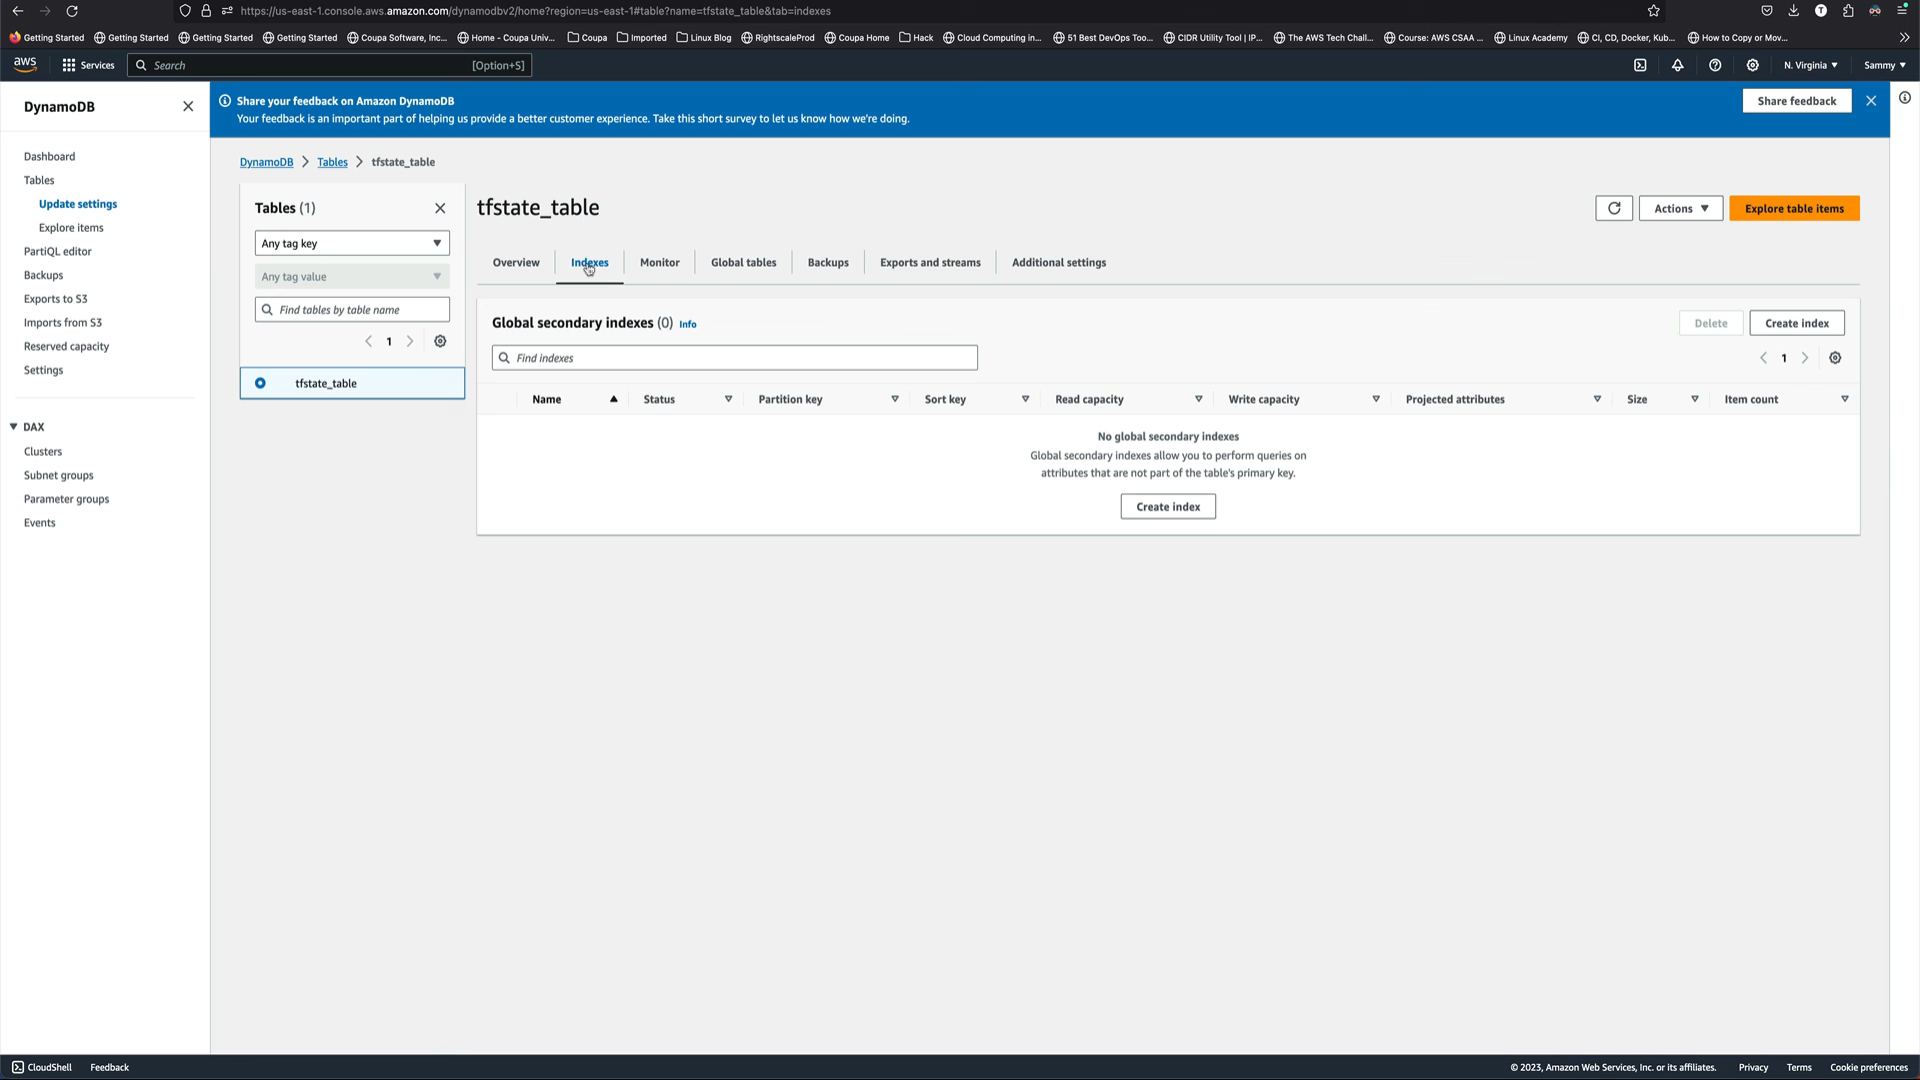 https://us-east-1.console.aws.amazon.com/dynamodbv2/home?region=us-east-1#table?name=tfstate_table&tab=indexes
Getting Started Getting Started Getting Started Getting Started Coupa Software, Inc... Home - Coupa Univ... Coupa Imported Linux Blog RightscaleProd Coupa Home Hack Cloud Computing in... 51 Best DevOps Too... CIDR Utility Tool | IP... The AWS Tech Chall... Course: AWS CSAA ... Linux Academy CI, CD, Docker, Kub... How to Copy or Mov...
aws Services Search [Option+S] N. Virginia Sammy
DynamoDB
Share your feedback on Amazon DynamoDB
Your feedback is an important part of helping us provide a better customer experience. Take this short survey to let us know how we're doing.
Share feedback
Dashboard
Tables
Update settings
Explore items
PartiQL editor
Backups
Exports to S3
Imports from S3
Reserved capacity
Settings
DAX
Clusters
Subnet groups
Parameter groups
Events
DynamoDB Tables tfstate_table
Tables (1)
Any tag key
Any tag value
Find tables by table name
1
tfstate_table
tfstate_table
Actions Explore table items
Overview Indexes Monitor Global tables Backups Exports and streams Additional settings
Global secondary indexes (0) Info
Delete Create index
Find indexes
1
Name Status Partition key Sort key Read capacity Write capacity Projected attributes Size Item count
No global secondary indexes
Global secondary indexes allow you to perform queries on
attributes that are not part of the table's primary key.
Create index
CloudShell Feedback © 2023, Amazon Web Services, Inc. or its affiliates. Privacy Terms Cookie preferences